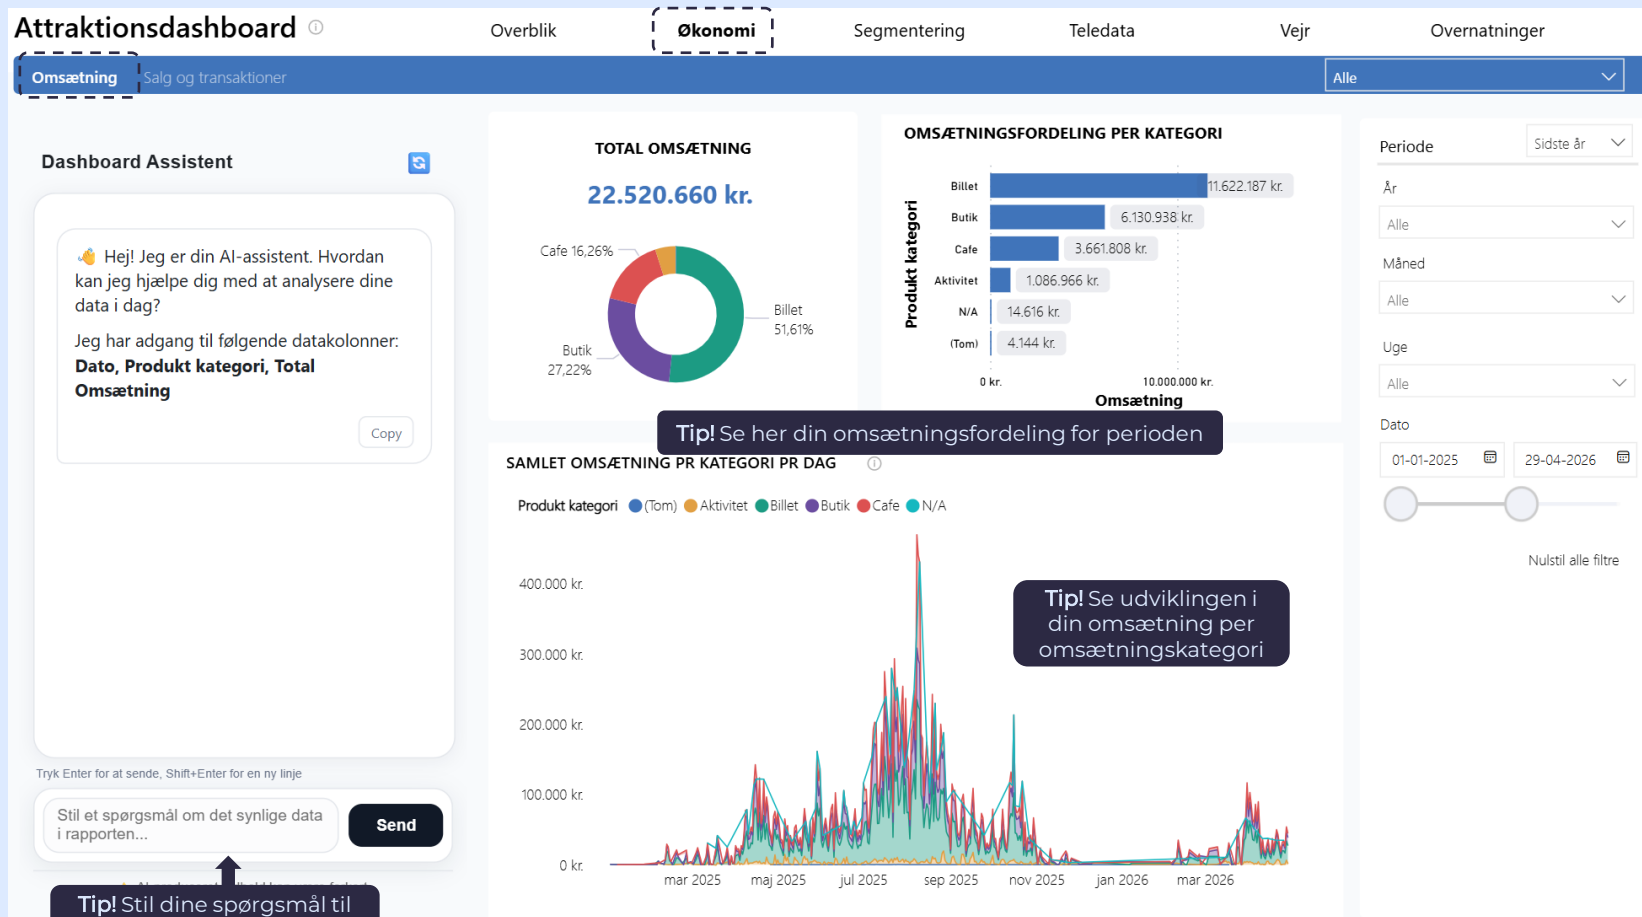 Attraktionsdashboard
Overblik
Økonomi
Segmentering
Teledata
Vejr
Overnatninger
Omsætning
Salg og transaktioner
Alle
Dashboard Assistent
👋 Hej! Jeg er din AI-assistent. Hvordan
kan jeg hjælpe dig med at analysere dine
data i dag?
Jeg har adgang til følgende datakolonner:
Dato, Produkt kategori, Total
Omsætning
Copy
Tryk Enter for at sende, Shift+Enter for en ny linje
Stil et spørgsmål om det synlige data
i rapporten...
Send
Tip! Stil dine spørgsmål til
TOTAL OMSÆTNING
22.520.660 kr.
Cafe 16,26%
Billet
51,61%
Butik
27,22%
OMSÆTNINGSFORDELING PER KATEGORI
Produkt kategori
Billet
11.622.187 kr.
Butik
6.130.938 kr.
Cafe
3.661.808 kr.
Aktivitet
1.086.966 kr.
N/A
14.616 kr.
(Tom)
4.144 kr.
0 kr.
10.000.000 kr.
Omsætning
Tip! Se her din omsætningsfordeling for perioden
SAMLET OMSÆTNING PR KATEGORI PR DAG
Produkt kategori
(Tom)
Aktivitet
Billet
Butik
Cafe
N/A
400.000 kr.
300.000 kr.
200.000 kr.
100.000 kr.
0 kr.
mar 2025
maj 2025
jul 2025
sep 2025
nov 2025
jan 2026
mar 2026
Tip! Se udviklingen i
din omsætning per
omsætningskategori
Periode
Sidste år
År
Alle
Måned
Alle
Uge
Alle
Dato
01-01-2025
29-04-2026
Nulstil alle filtre